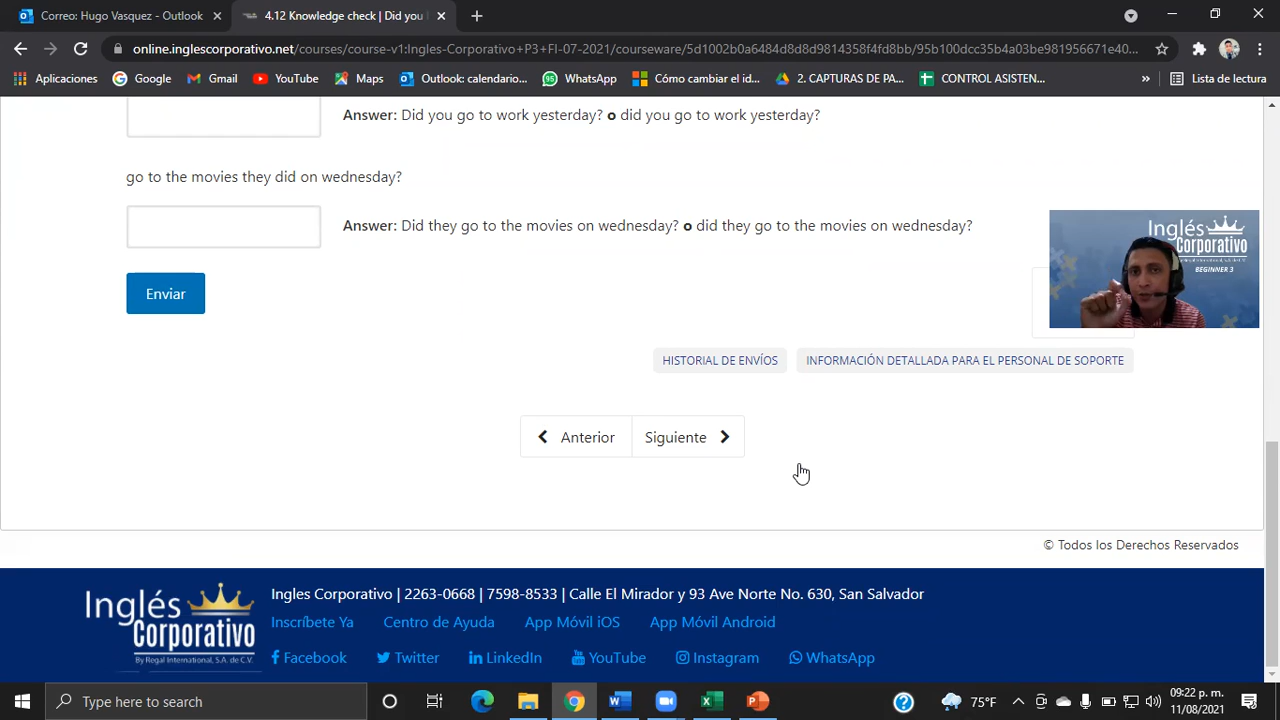 Correo: Hugo Vasquez - Outlook
4.12 Knowledge check | Did you
online.inglescorporativo.net/courses/course-v1:Ingles-Corporativo+P3+FI-07-2021/courseware/5d1002b0a6484d8d8d9814358f4fd8bb/95b100dcc35b4a03be981956671e40...
Aplicaciones Google Gmail YouTube Maps Outlook: calendario... WhatsApp Cómo cambiar el id... 2. CAPTURAS DE PA... CONTROL ASISTEN... » Lista de lectura
Answer: Did you go to work yesterday? o did you go to work yesterday?
go to the movies they did on wednesday?
Answer: Did they go to the movies on wednesday? o did they go to the movies on wednesday?
Inglés
Corporativo
BEGINNER 3
Enviar
HISTORIAL DE ENVÍOS INFORMACIÓN DETALLADA PARA EL PERSONAL DE SOPORTE
Anterior Siguiente
© Todos los Derechos Reservados
Inglés
Corporativo
By Regal International, S.A. de C.V.
Ingles Corporativo | 2263-0668 | 7598-8533 | Calle El Mirador y 93 Ave Norte No. 630, San Salvador
Inscríbete Ya Centro de Ayuda App Móvil iOS App Móvil Android
Facebook Twitter LinkedIn YouTube Instagram WhatsApp
Type here to search
75°F
09:22 p. m.
11/08/2021